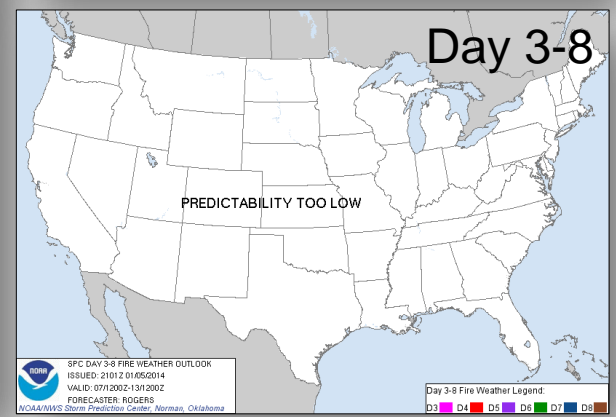 Day 3-8
PREDICTABILITY TOO LOW
NOAA
SPC DAY 3-8 FIRE WEATHER OUTLOOK
ISSUED: 2101Z 01/05/2014
VALID: 07/1200Z-13/1200Z
FORECASTER: ROGERS
NOAA/NWS Storm Prediction Center, Norman, Oklahoma
Day 3-8 Fire Weather Legend:
D3 D4 D5 D6 D7 D8